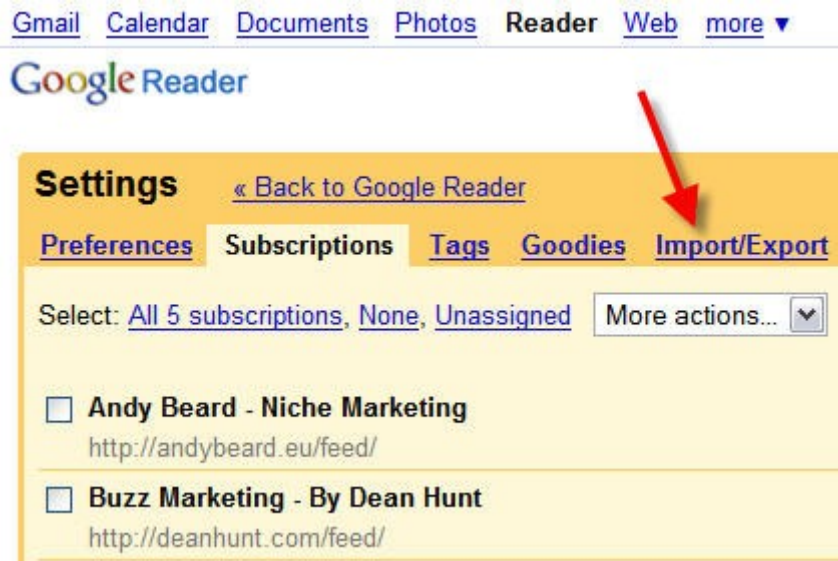 Gmail Calendar Documents Photos Reader Web more ▼
Google Reader
Settings « Back to Google Reader
Preferences Subscriptions Tags Goodies Import/Export
Select: All 5 subscriptions, None, Unassigned More actions...
Andy Beard - Niche Marketing
http://andybeard.eu/feed/
Buzz Marketing - By Dean Hunt
http://deanhunt.com/feed/